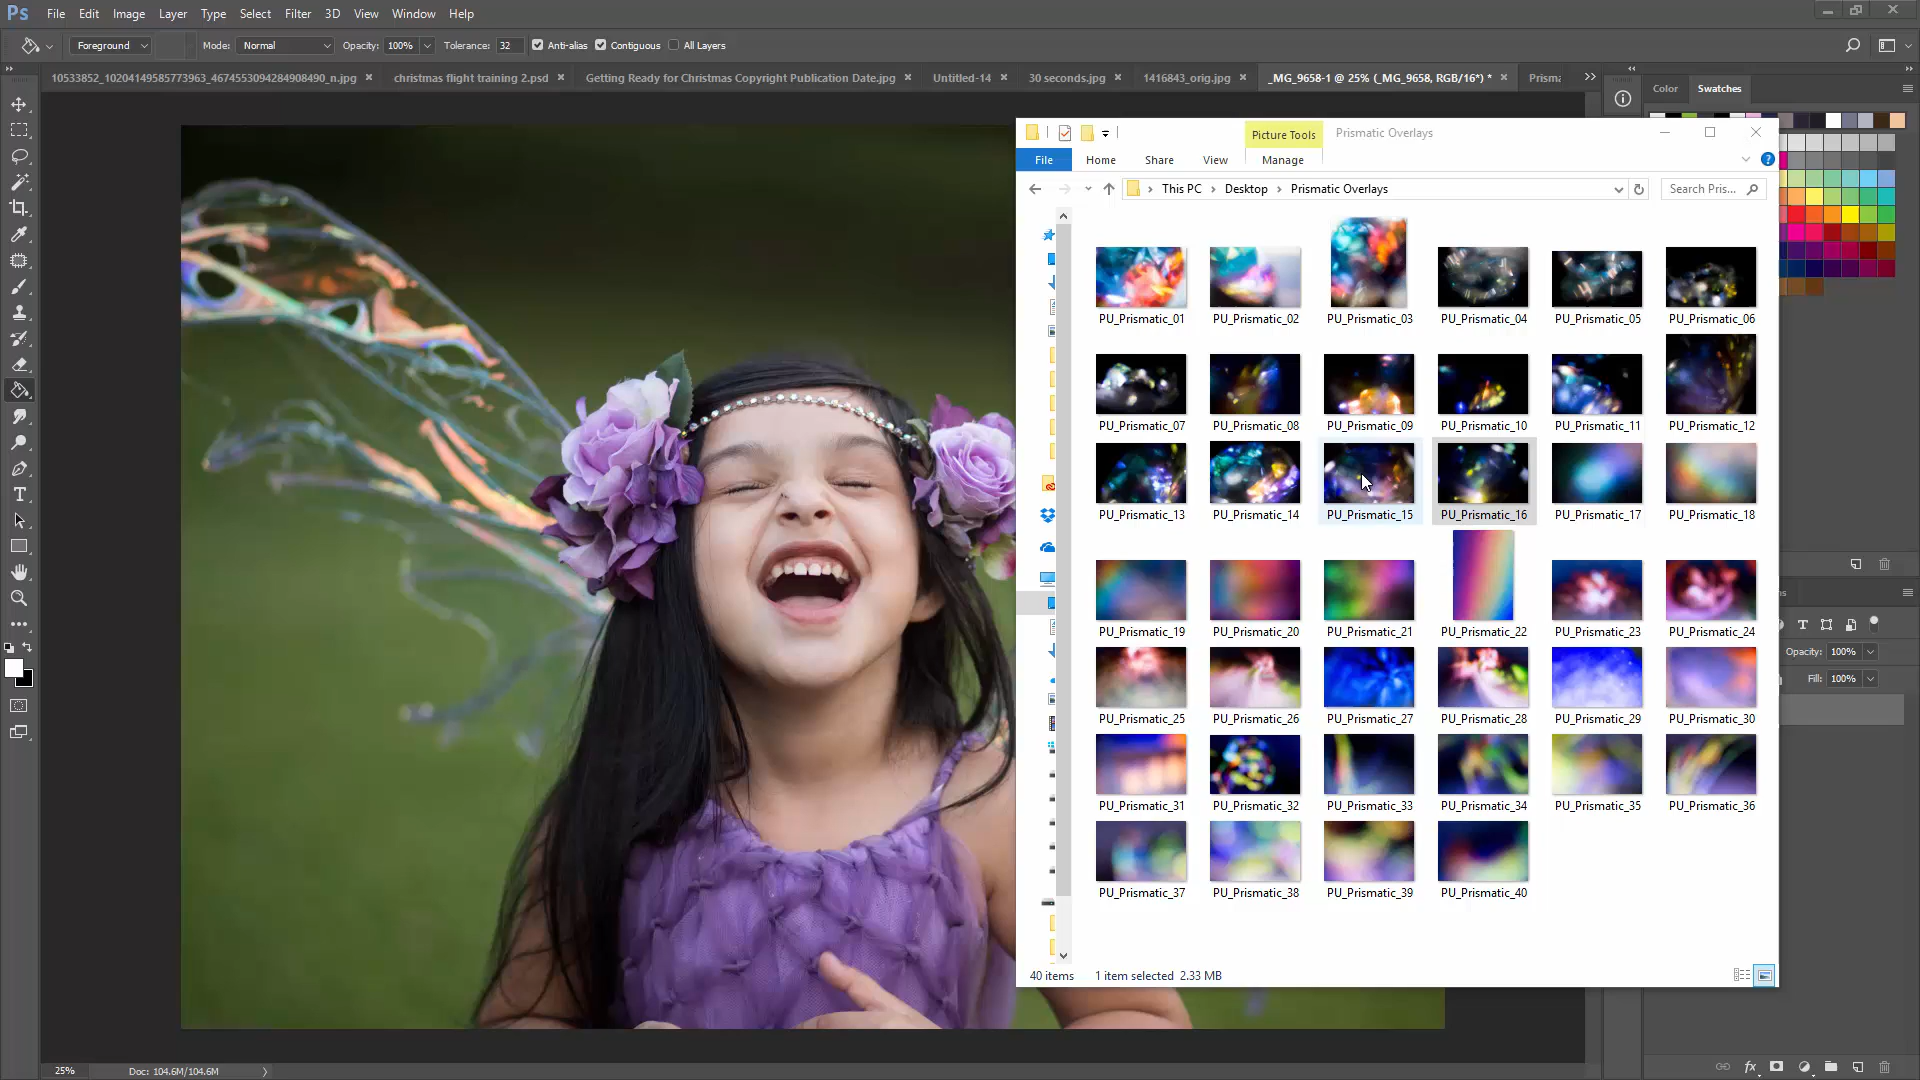 Ps File Edit Image Layer Type Select Filter 3D View Window Help
Foreground Mode: Normal Opacity: 100% Tolerance: 32 Anti-alias Contiguous All Layers
10533852_10204149585773963_4674553094284908490_n.jpg christmas flight training 2.psd Getting Ready for Christmas Copyright Publication Date.jpg Untitled-14 30 seconds.jpg 1416843_orig.jpg _MG_9658-1 @ 25% (_MG_9658, RGB/16*) * Prisma
Color Swatches
Picture Tools Prismatic Overlays
File Home Share View Manage
This PC Desktop Prismatic Overlays Search Pris...
PU_Prismatic_01 PU_Prismatic_02 PU_Prismatic_03 PU_Prismatic_04 PU_Prismatic_05 PU_Prismatic_06
PU_Prismatic_07 PU_Prismatic_08 PU_Prismatic_09 PU_Prismatic_10 PU_Prismatic_11 PU_Prismatic_12
PU_Prismatic_13 PU_Prismatic_14 PU_Prismatic_15 PU_Prismatic_16 PU_Prismatic_17 PU_Prismatic_18
PU_Prismatic_19 PU_Prismatic_20 PU_Prismatic_21 PU_Prismatic_22 PU_Prismatic_23 PU_Prismatic_24
Opacity: 100%
Fill: 100%
PU_Prismatic_25 PU_Prismatic_26 PU_Prismatic_27 PU_Prismatic_28 PU_Prismatic_29 PU_Prismatic_30
PU_Prismatic_31 PU_Prismatic_32 PU_Prismatic_33 PU_Prismatic_34 PU_Prismatic_35 PU_Prismatic_36
PU_Prismatic_37 PU_Prismatic_38 PU_Prismatic_39 PU_Prismatic_40
40 items 1 item selected 2.33 MB
25% Doc: 104.6M/104.6M
fx